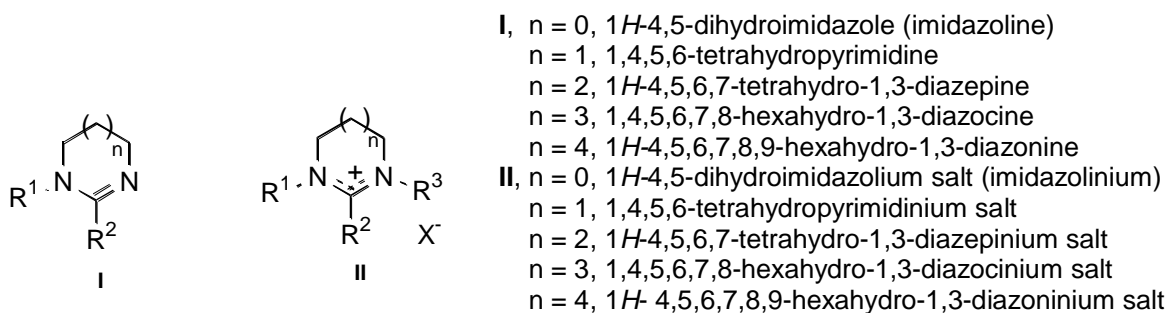 I, n = 0, 1H-4,5-dihydroimidazole (imidazoline)
n = 1, 1,4,5,6-tetrahydropyrimidine
n = 2, 1H-4,5,6,7-tetrahydro-1,3-diazepine
n = 3, 1,4,5,6,7,8-hexahydro-1,3-diazocine
n = 4, 1H-4,5,6,7,8,9-hexahydro-1,3-diazonine
II, n = 0, 1H-4,5-dihydroimidazolium salt (imidazolinium)
n = 1, 1,4,5,6-tetrahydropyrimidinium salt
n = 2, 1H-4,5,6,7-tetrahydro-1,3-diazepinium salt
n = 3, 1,4,5,6,7,8-hexahydro-1,3-diazocinium salt
n = 4, 1H- 4,5,6,7,8,9-hexahydro-1,3-diazoninium salt
( ) n
R¹ N N
R²
I
( ) n
+
R¹ N N R³
R² X⁻
II